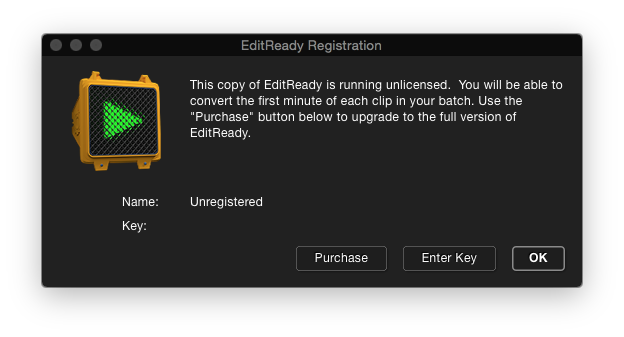 EditReady Registration
This copy of EditReady is running unlicensed.  You will be able to
convert the first minute of each clip in your batch. Use the
"Purchase" button below to upgrade to the full version of
EditReady.
Name: Unregistered
Key:
Purchase Enter Key OK